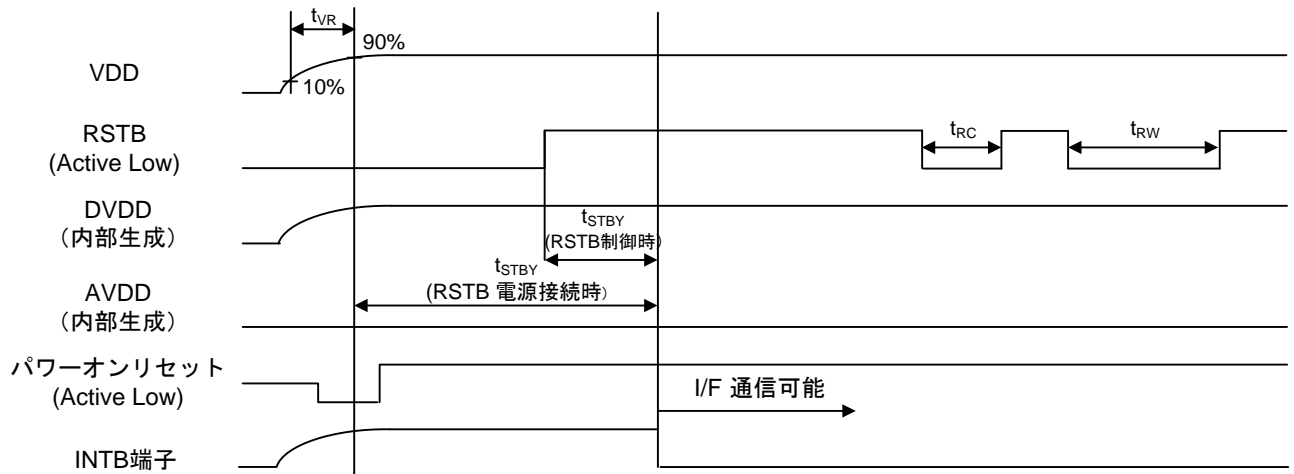 tVR
90%
VDD
10%
RSTB
(Active Low)
tRC
tRW
DVDD
（内部生成）
tSTBY
(RSTB制御時）
tSTBY
(RSTB 電源接続時）
AVDD
（内部生成）
パワーオンリセット
(Active Low)
I/F 通信可能
INTB端子